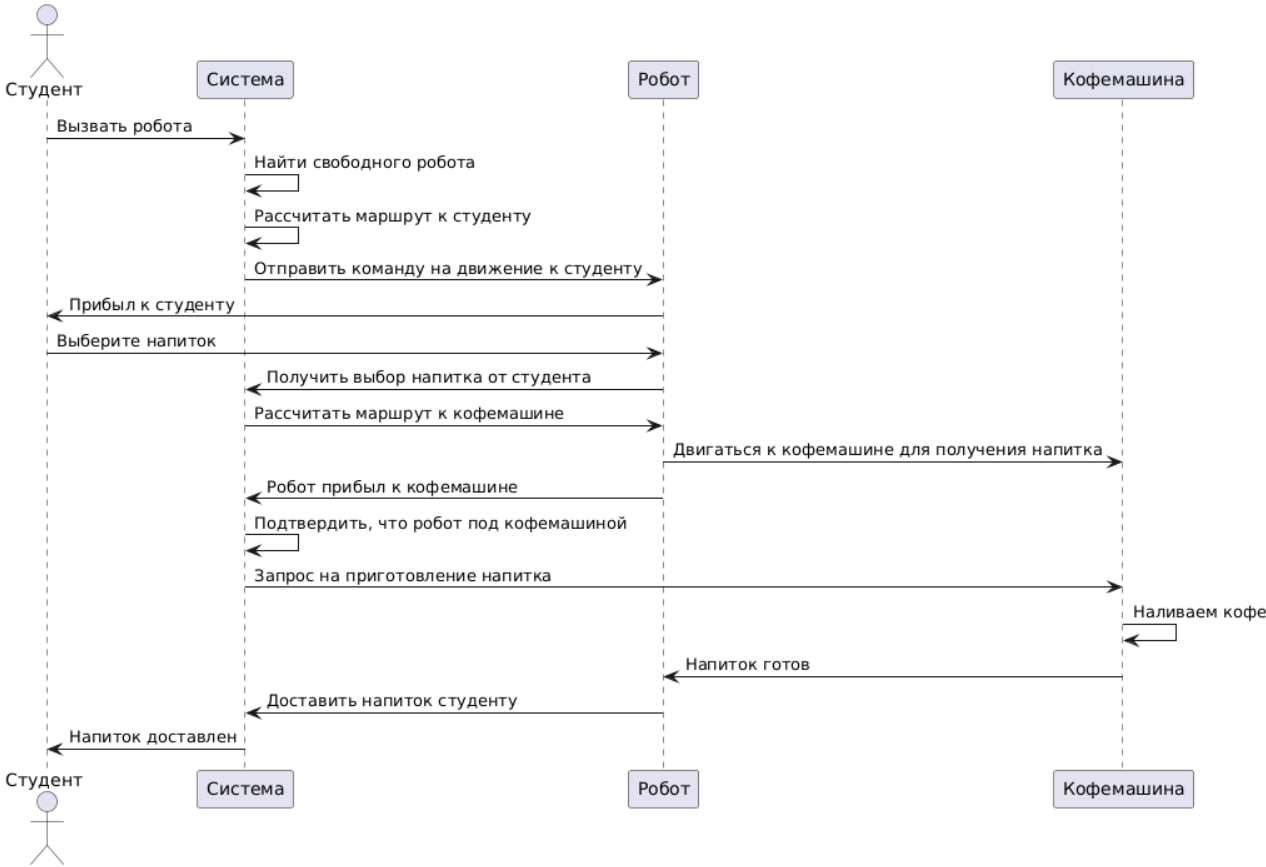 Студент
Система
Робот
Кофемашина
Вызвать робота
Найти свободного робота
Рассчитать маршрут к студенту
Отправить команду на движение к студенту
Прибыл к студенту
Выберите напиток
Получить выбор напитка от студента
Рассчитать маршрут к кофемашине
Двигаться к кофемашине для получения напитка
Робот прибыл к кофемашине
Подтвердить, что робот под кофемашиной
Запрос на приготовление напитка
Наливаем кофе
Напиток готов
Доставить напиток студенту
Напиток доставлен
Студент
Система
Робот
Кофемашина